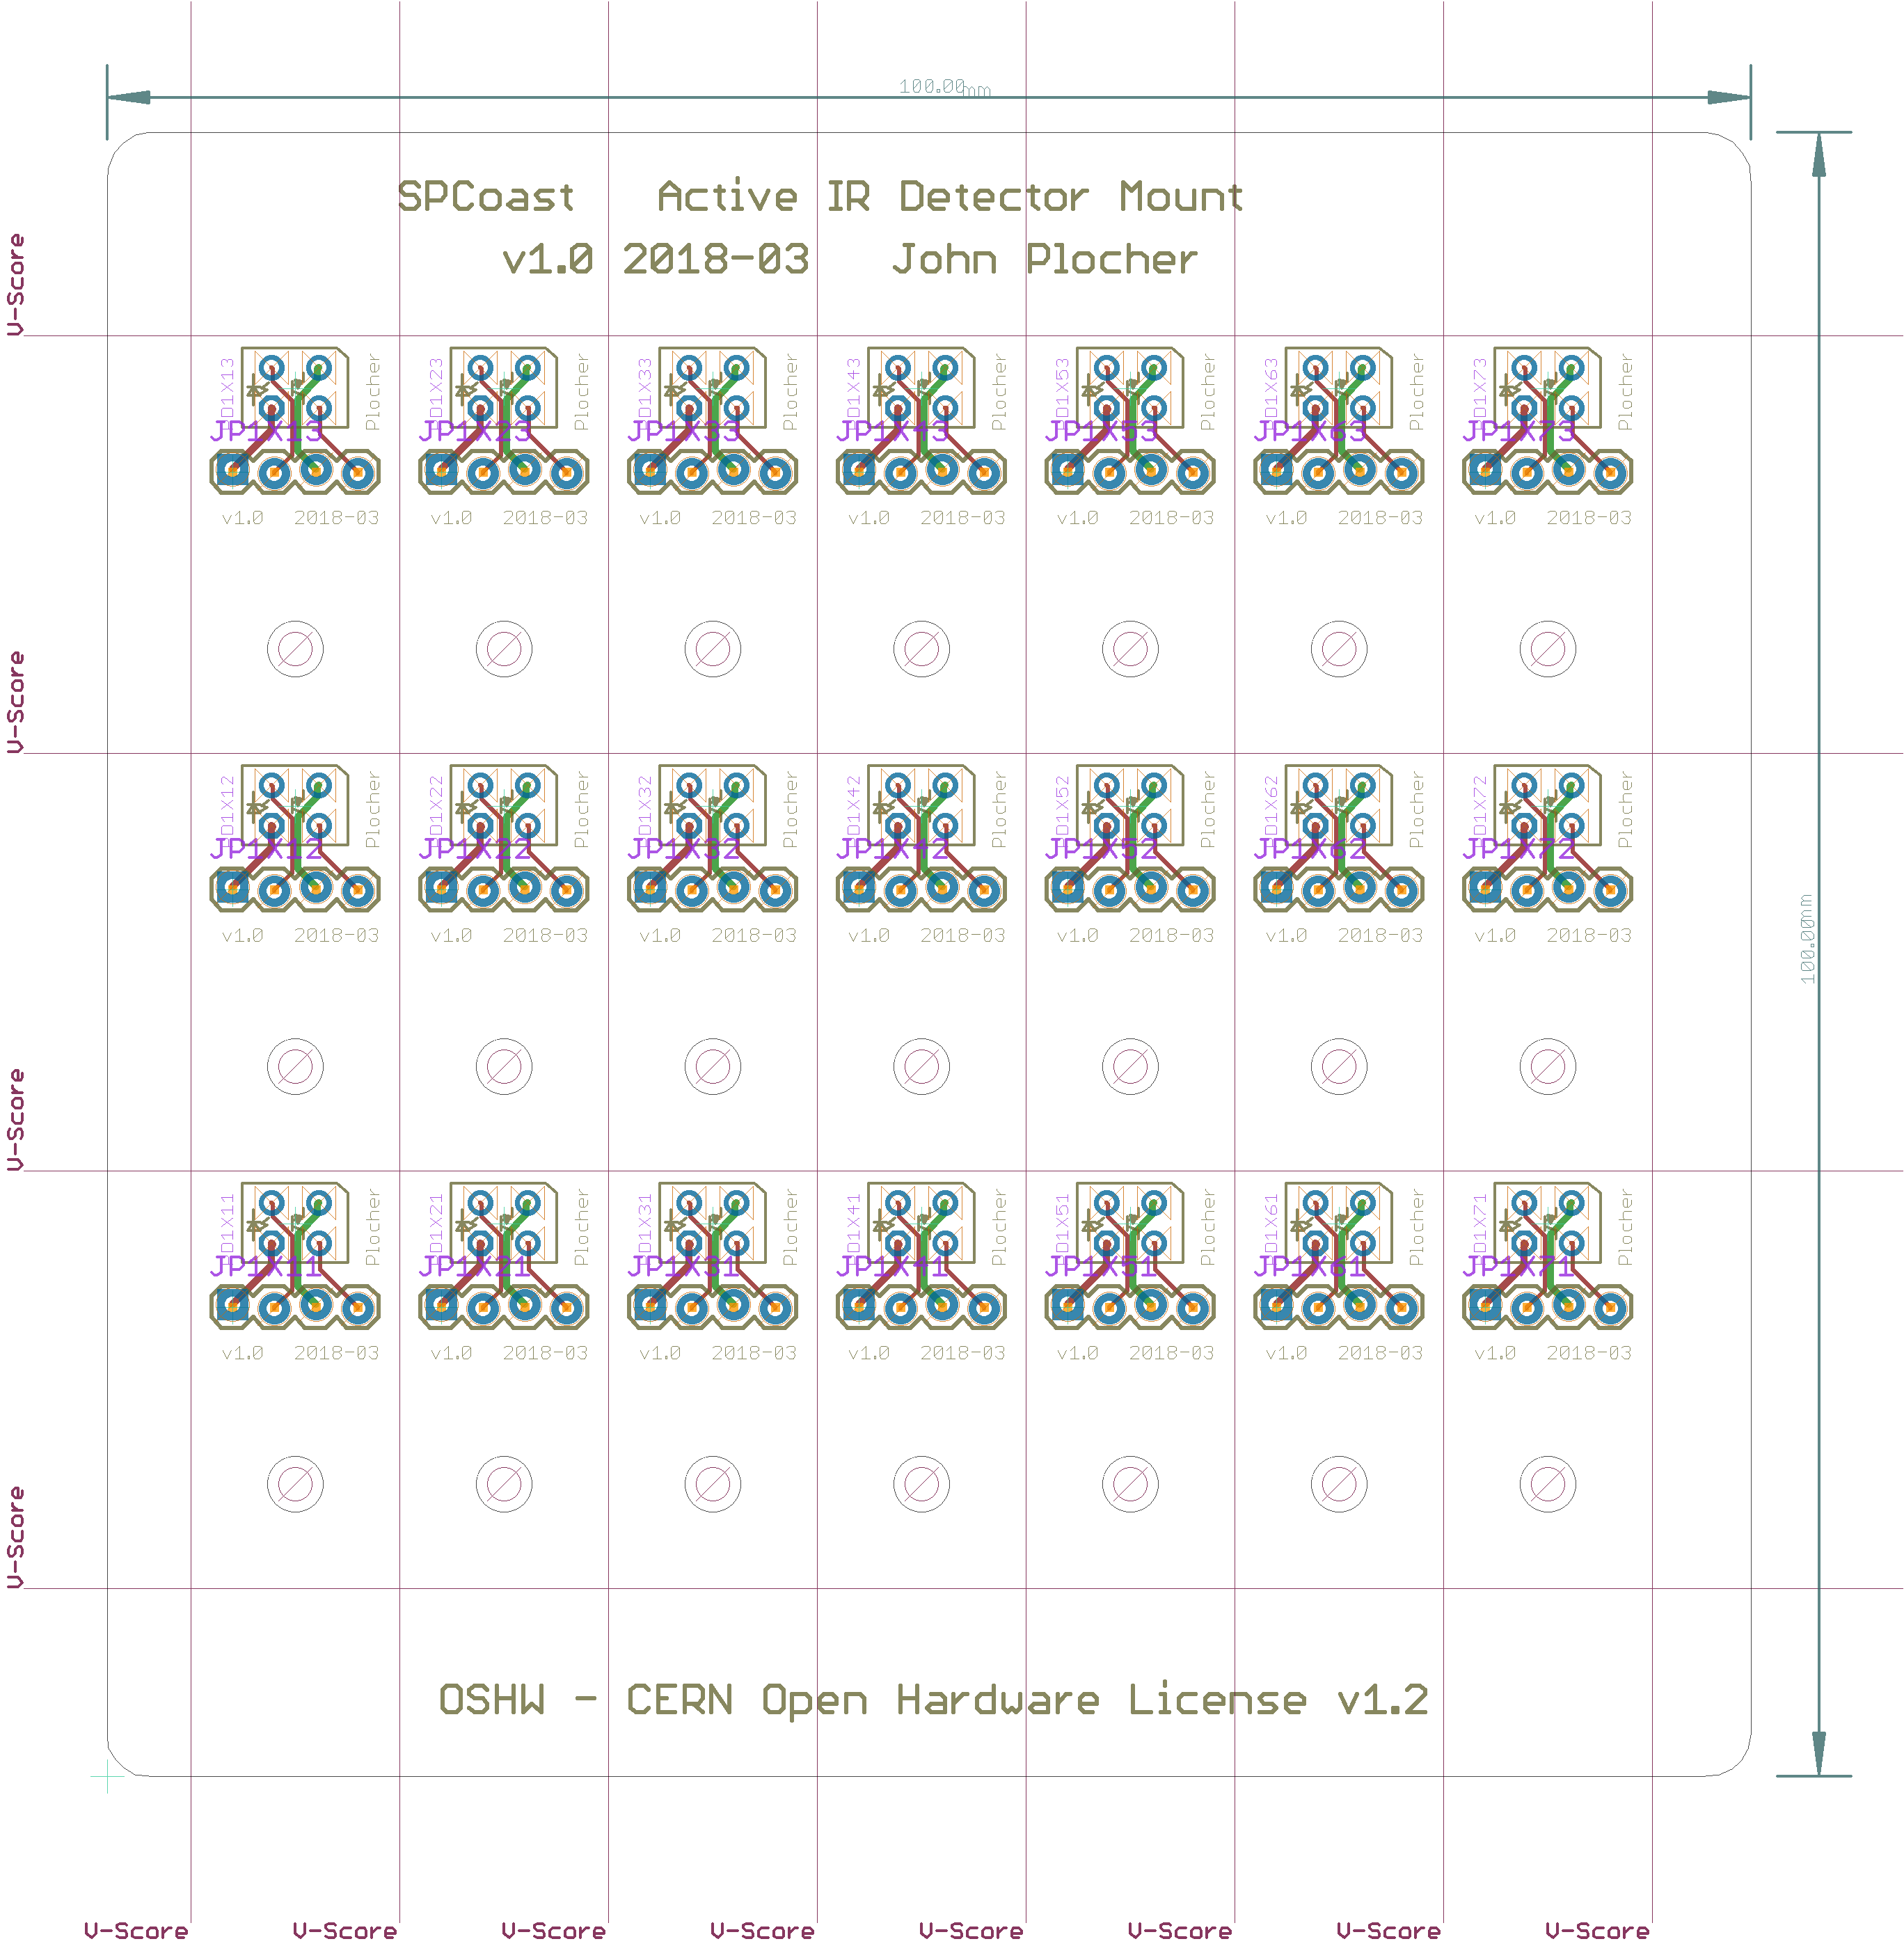 100.00mm
SPCoast Active IR Detector Mount
v1.0 2018-03 John Plocher
V-Score
D1X13 Plocher D1X23 Plocher D1X33 Plocher D1X43 Plocher D1X53 Plocher D1X63 Plocher D1X73 Plocher
JP1X13 JP1X23 JP1X33 JP1X43 JP1X53 JP1X63 JP1X73
v1.0 2018-03 v1.0 2018-03 v1.0 2018-03 v1.0 2018-03 v1.0 2018-03 v1.0 2018-03 v1.0 2018-03
V-Score
D1X12 Plocher D1X22 Plocher D1X32 Plocher D1X42 Plocher D1X52 Plocher D1X62 Plocher D1X72 Plocher
JP1X12 JP1X22 JP1X32 JP1X42 JP1X52 JP1X62 JP1X72
v1.0 2018-03 v1.0 2018-03 v1.0 2018-03 v1.0 2018-03 v1.0 2018-03 v1.0 2018-03 v1.0 2018-03
100.00mm
V-Score
D1X11 Plocher D1X21 Plocher D1X31 Plocher D1X41 Plocher D1X51 Plocher D1X61 Plocher D1X71 Plocher
JP1X11 JP1X21 JP1X31 JP1X41 JP1X51 JP1X61 JP1X71
v1.0 2018-03 v1.0 2018-03 v1.0 2018-03 v1.0 2018-03 v1.0 2018-03 v1.0 2018-03 v1.0 2018-03
V-Score
OSHW - CERN Open Hardware License v1.2
V-Score V-Score V-Score V-Score V-Score V-Score V-Score V-Score